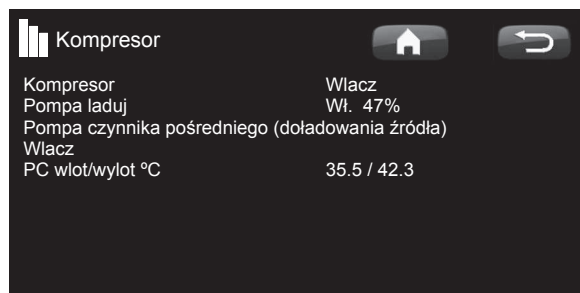 Kompresor
Kompresor Wlacz
Pompa laduj Wł. 47%
Pompa czynnika pośredniego (doładowania źródła)
Wlacz
PC wlot/wylot ºC 35.5 / 42.3